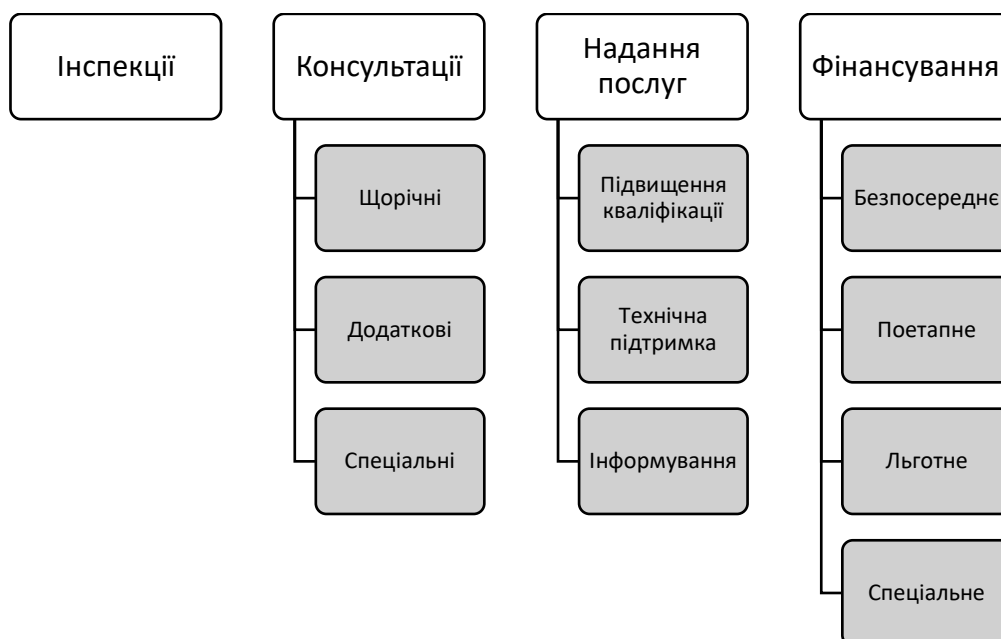 Інспекції
Консультації
Щорічні
Додаткові
Спеціальні
Надання
послуг
Підвищення
кваліфікації
Технічна
підтримка
Інформування
Фінансування
Безпосереднє
Поетапне
Льготне
Спеціальне